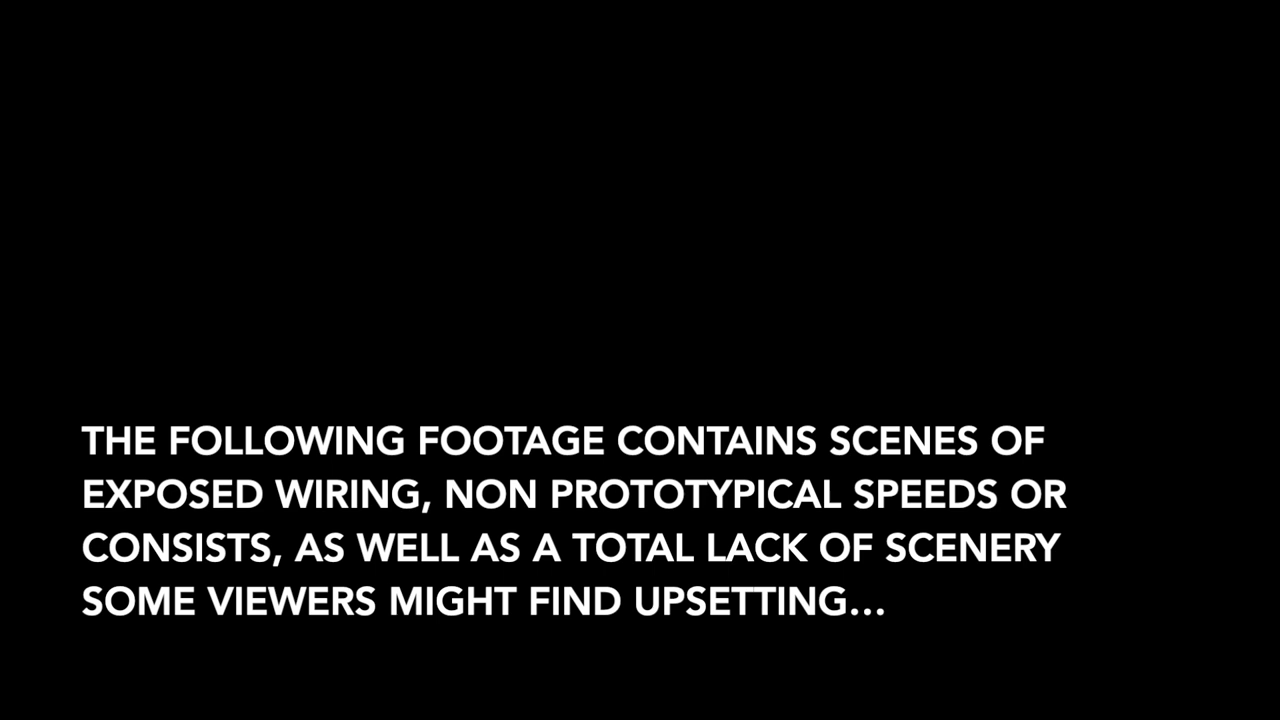 THE FOLLOWING FOOTAGE CONTAINS SCENES OF
EXPOSED WIRING, NON PROTOTYPICAL SPEEDS OR
CONSISTS, AS WELL AS A TOTAL LACK OF SCENERY
SOME VIEWERS MIGHT FIND UPSETTING...